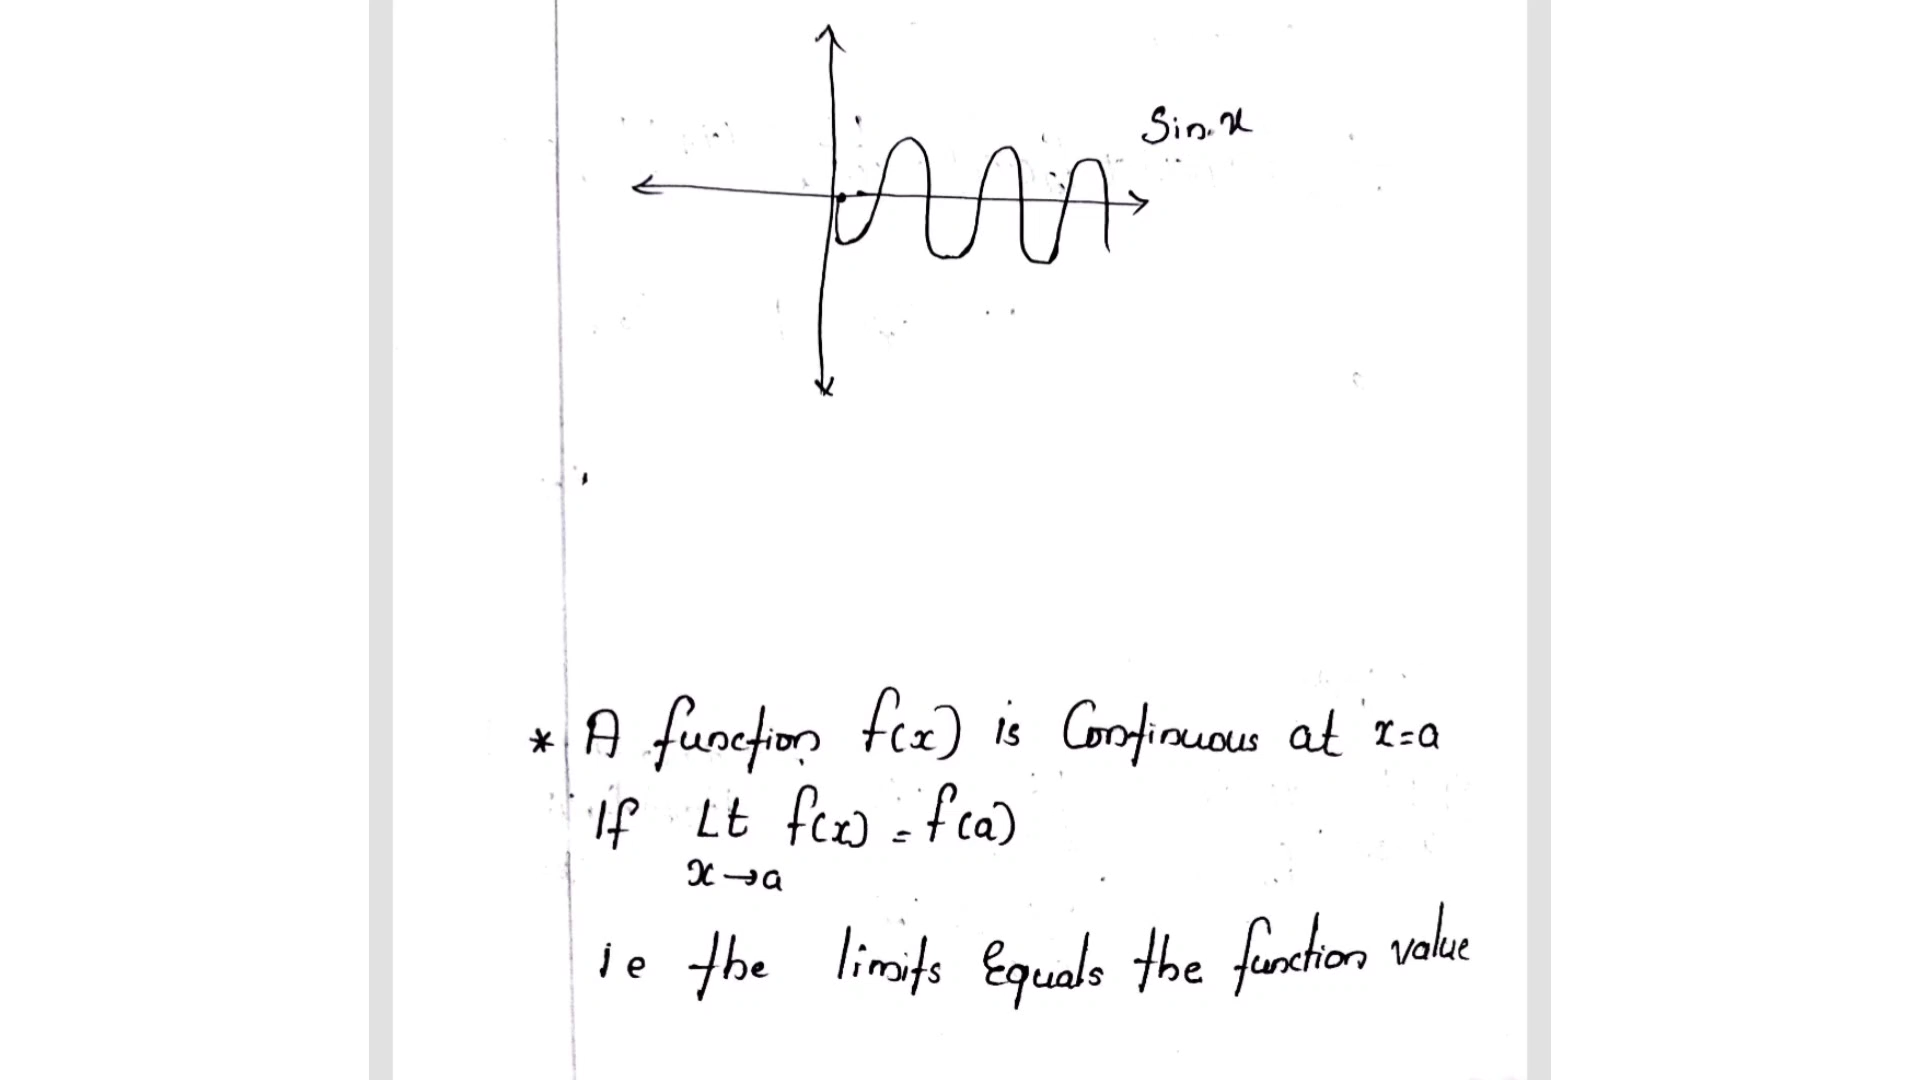 Sin x
* A function f(x) is Continuous at x=a
If Lt f(x) = f(a)
x→a
ie the limits Equals the function value